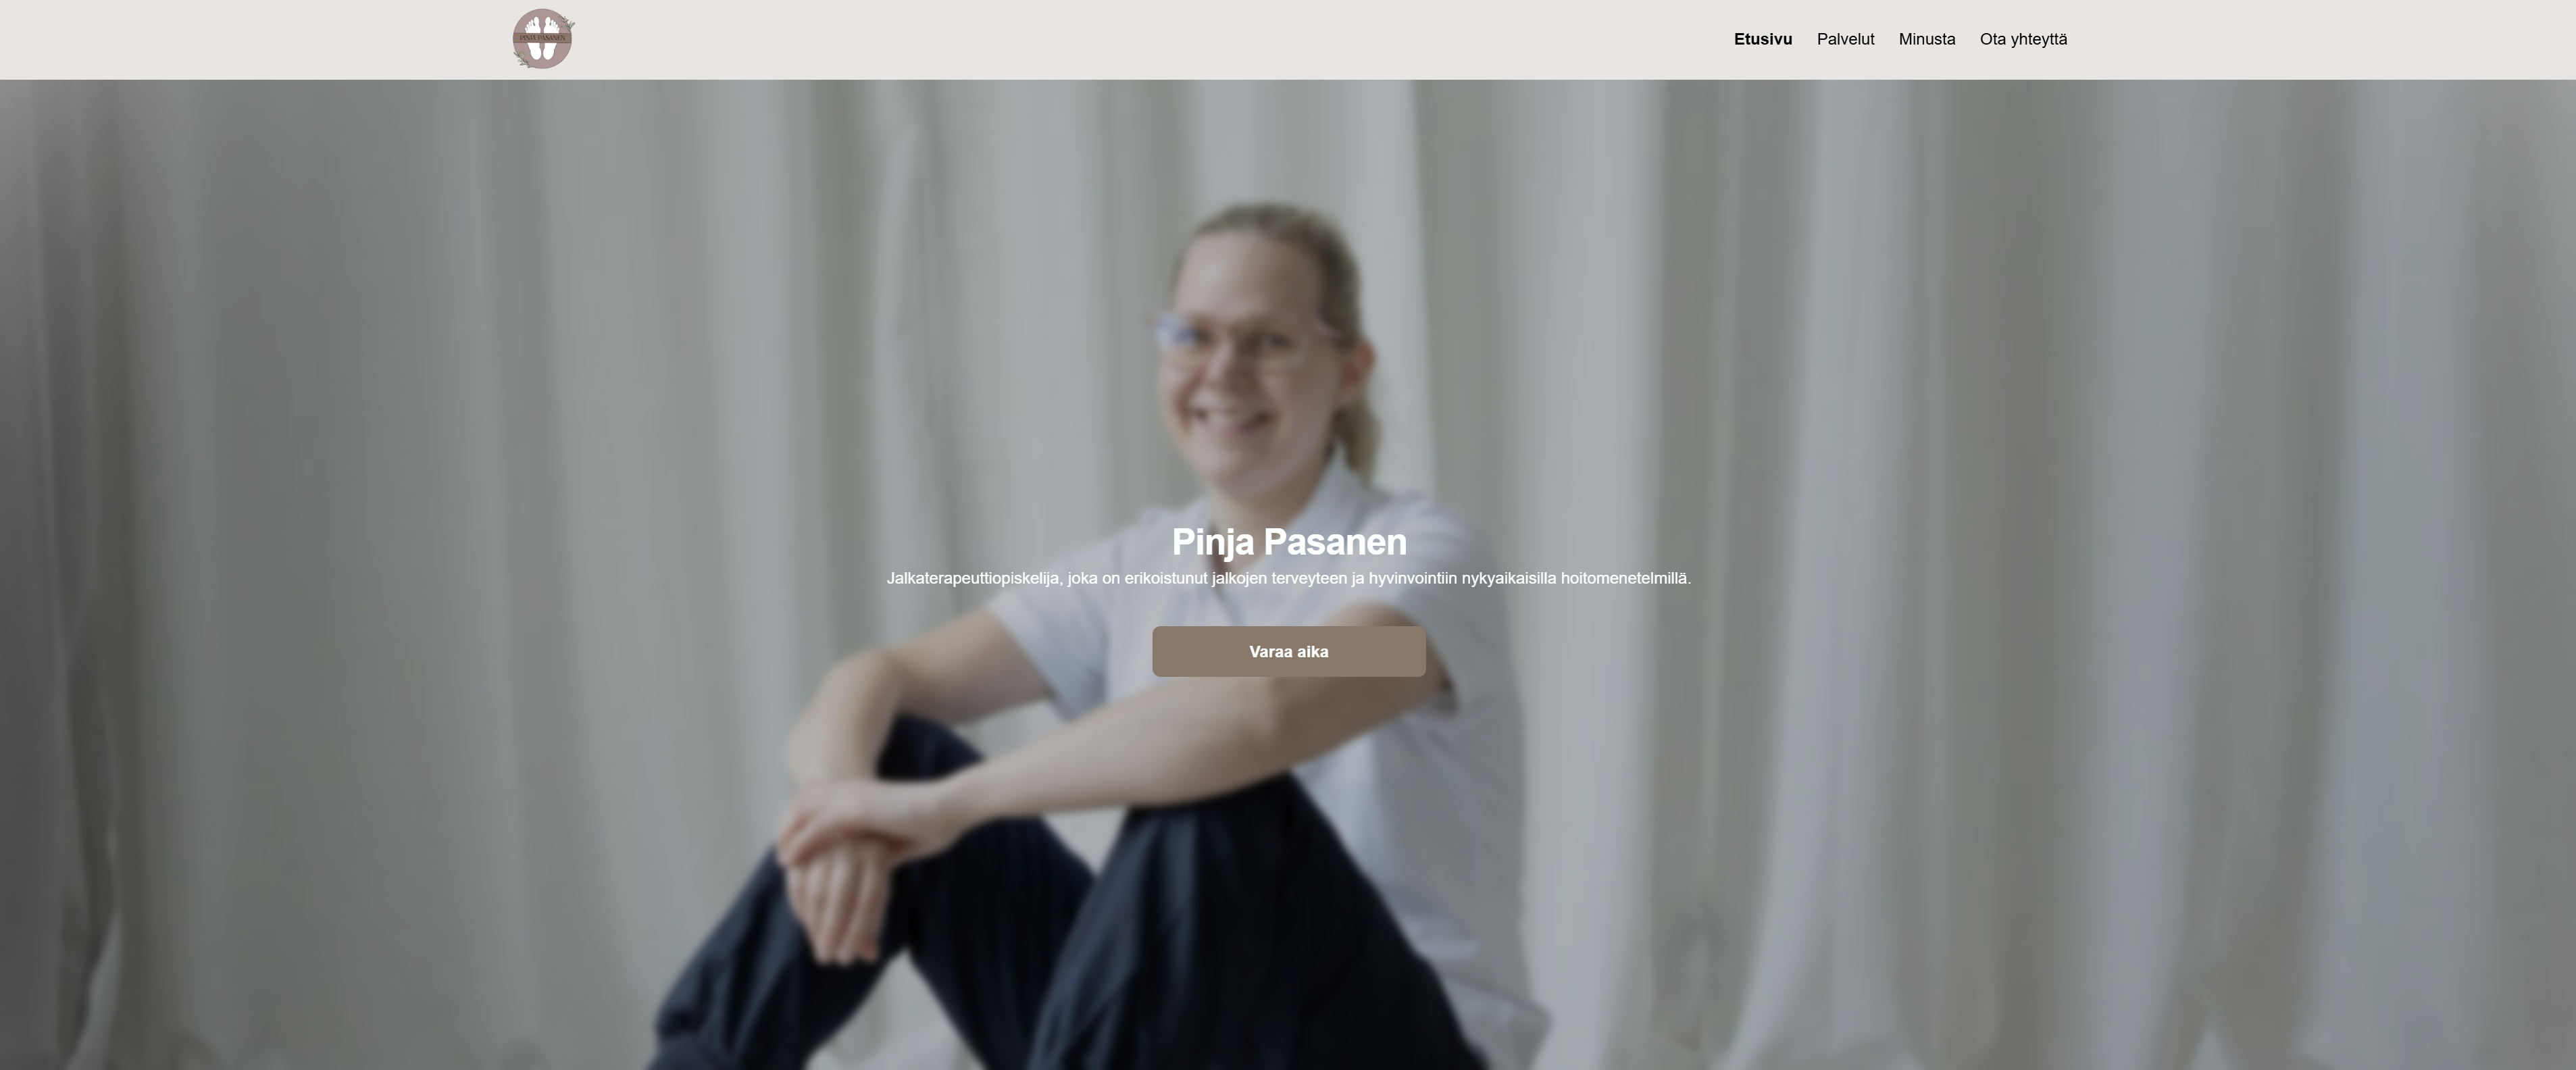 PINJA PASANEN
Etusivu Palvelut Minusta Ota yhteyttä
Pinja Pasanen
Jalkaterapeuttiopiskelija, joka on erikoistunut jalkojen terveyteen ja hyvinvointiin nykyaikaisilla hoitomenetelmillä.
Varaa aika